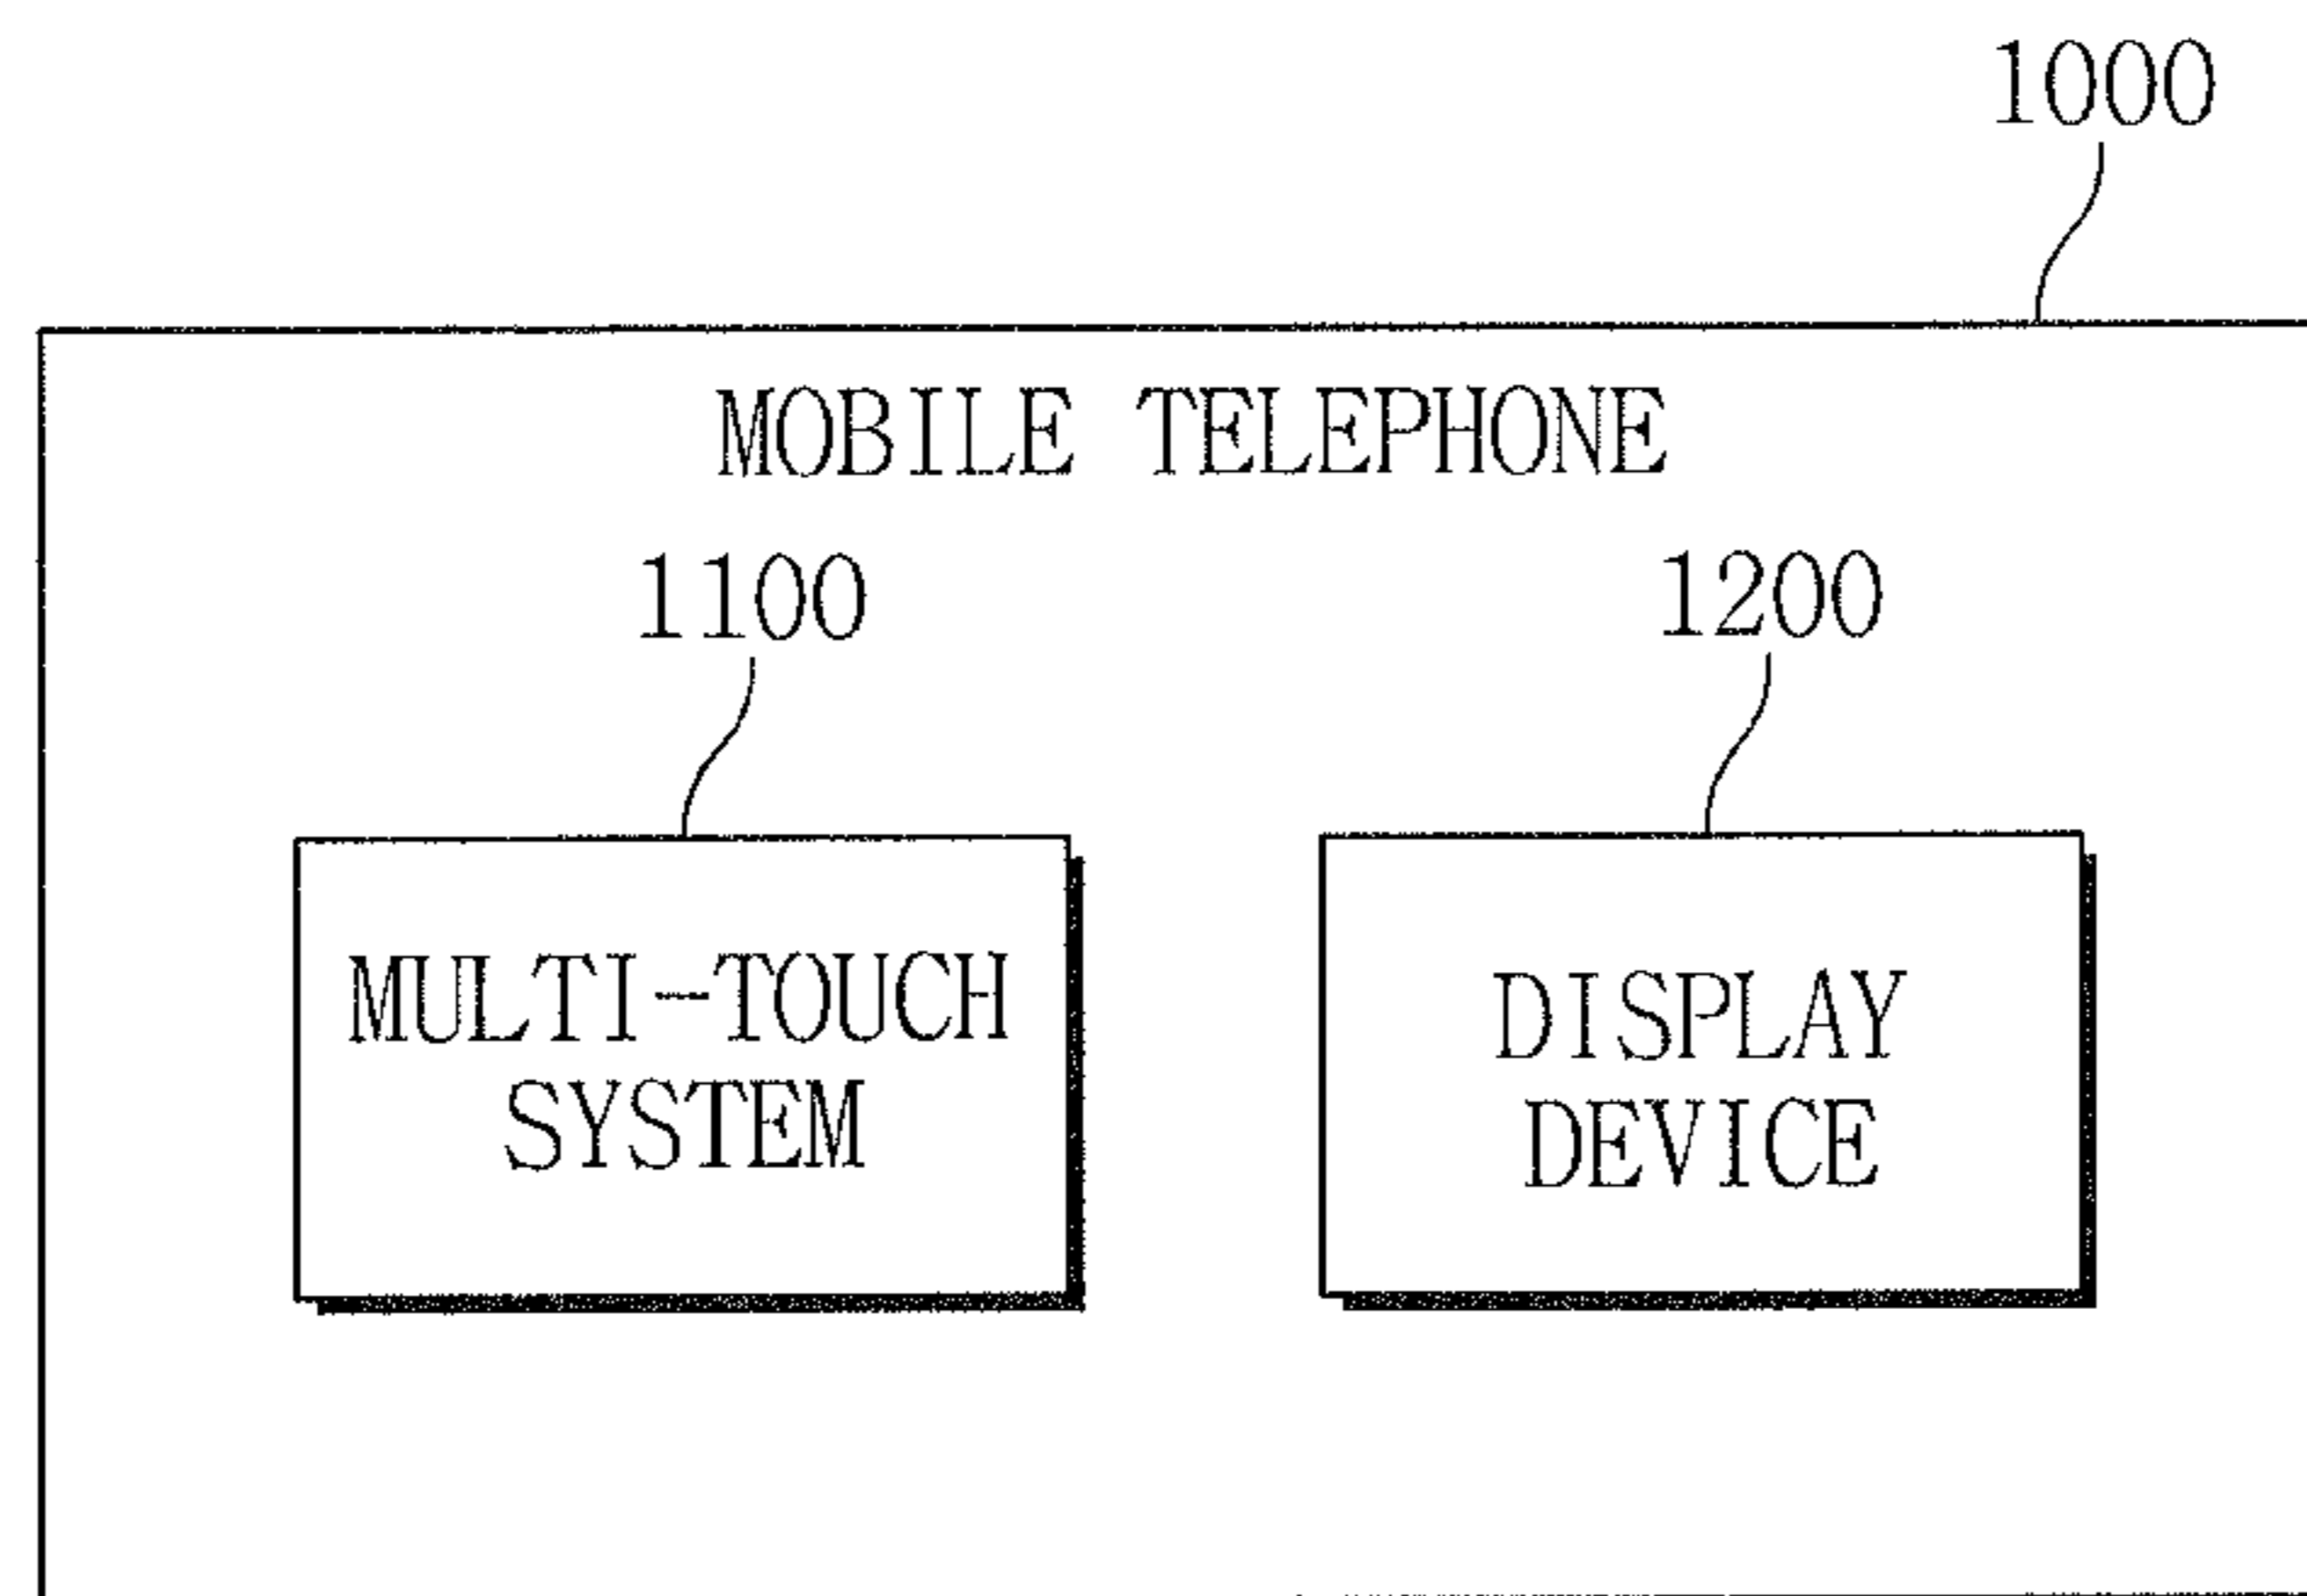 1000
MOBILE TELEPHONE
1100
1200
MULTI-TOUCH
SYSTEM
DISPLAY
DEVICE